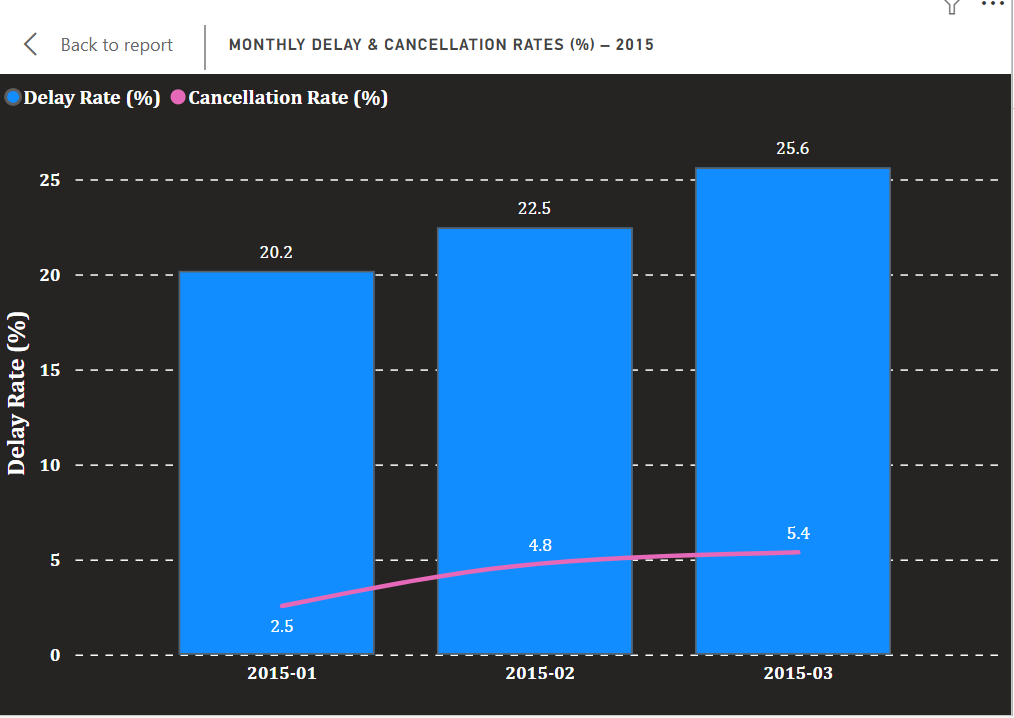 Back to report
MONTHLY DELAY & CANCELLATION RATES (%) – 2015
Delay Rate (%) Cancellation Rate (%)
25.6
25
22.5
20.2
20
Delay Rate (%)
15
10
5.4
4.8
5
2.5
0
2015-01 2015-02 2015-03